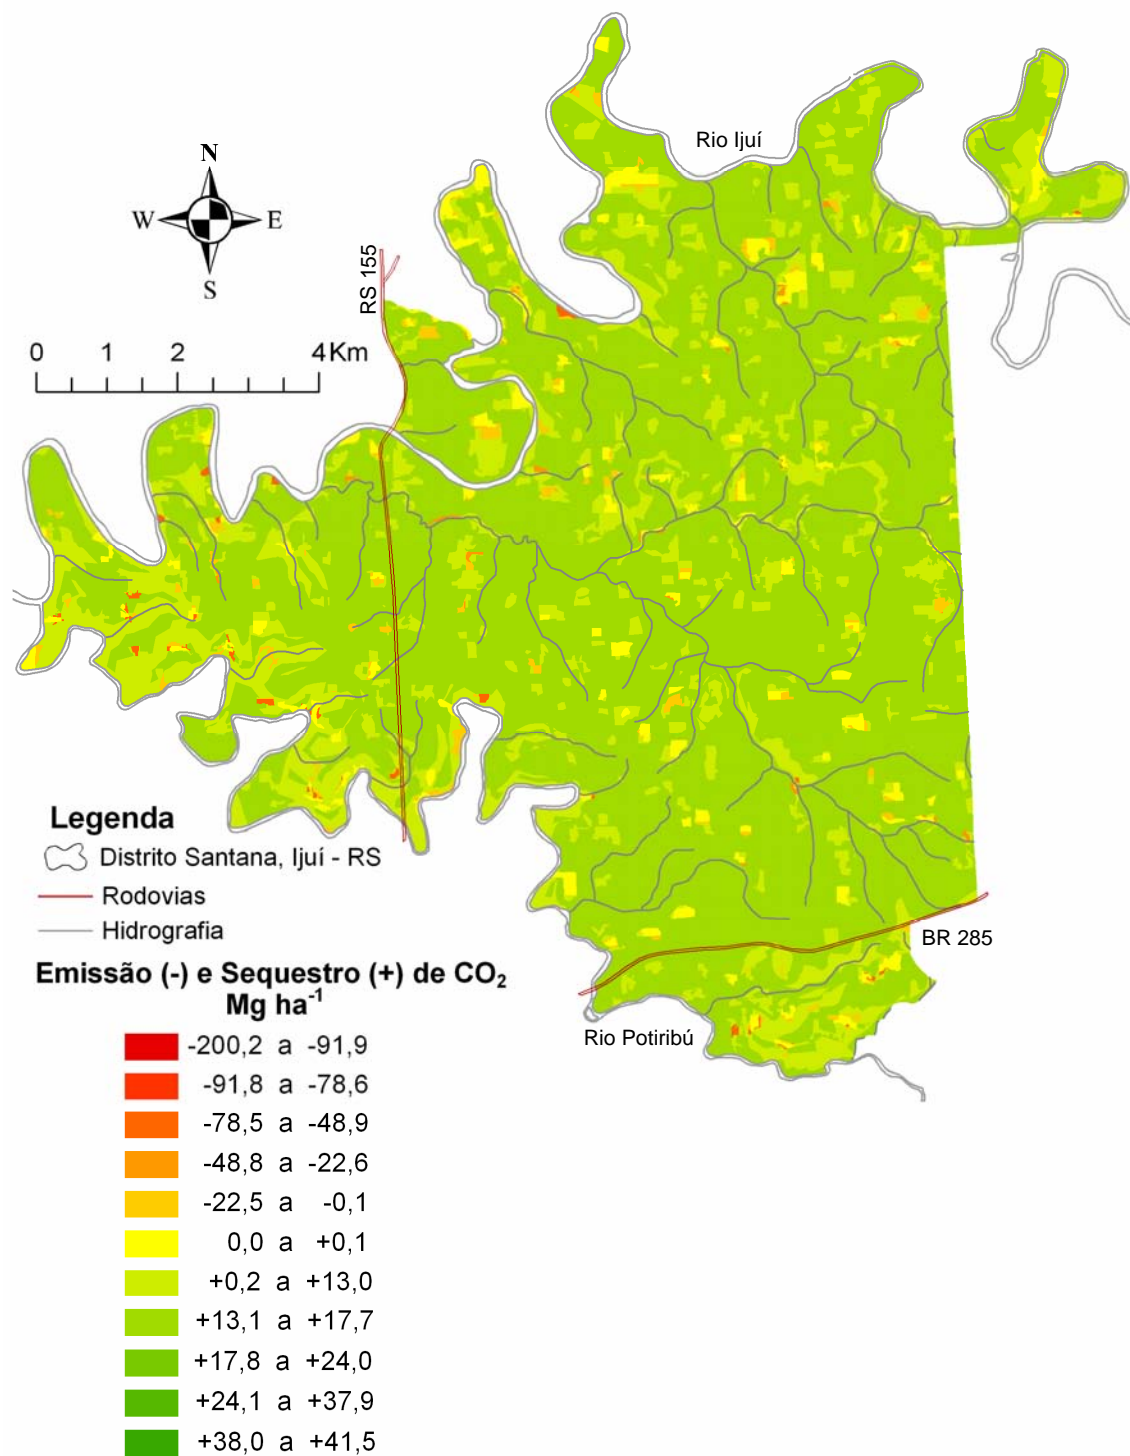 Rio Ijuí
N
W
E
S
RS 155
0 1 2 4Km
Legenda
Distrito Santana, Ijuí - RS
Rodovias
Hidrografia
BR 285
Emissão (-) e Sequestro (+) de CO₂
Mg ha⁻¹
Rio Potiribú
-200,2 a -91,9
-91,8 a -78,6
-78,5 a -48,9
-48,8 a -22,6
-22,5 a -0,1
0,0 a +0,1
+0,2 a +13,0
+13,1 a +17,7
+17,8 a +24,0
+24,1 a +37,9
+38,0 a +41,5